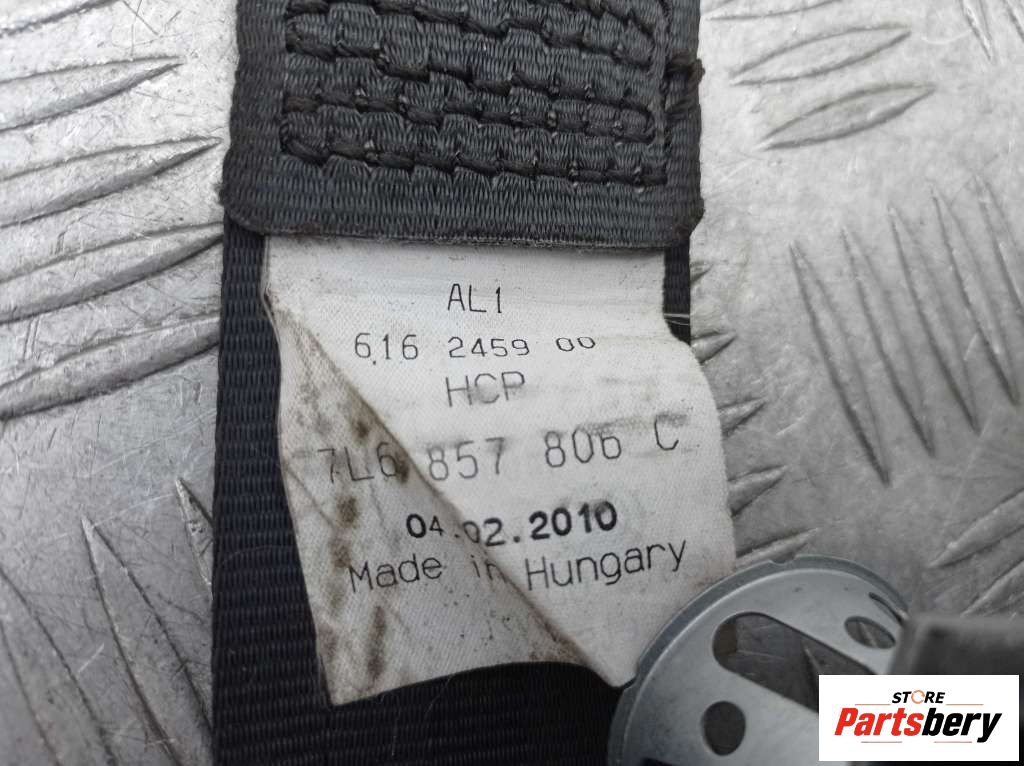 AL1
616 2459 00
HCP
7L6 857 806 C
04.02.2010
Made in Hungary
STORE
Partsbery